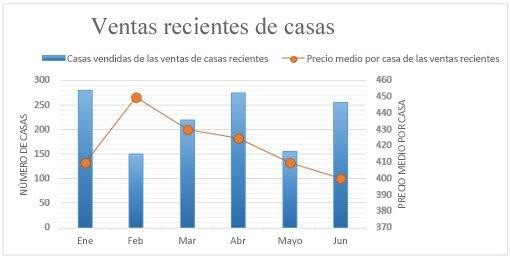 Ventas recientes de casas
Casas vendidas de las ventas de casas recientes
Precio medio por casa de las ventas recientes
NÚMERO DE CASAS
300
250
200
150
100
50
0
460
450
440
430
420
410
400
390
380
370
PRECIO MEDIO POR CASA
Ene Feb Mar Abr Mayo Jun